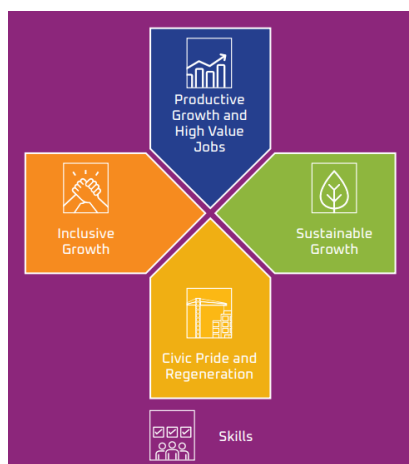 Productive
Growth and
High Value
Jobs
Inclusive
Growth
Sustainable
Growth
Civic Pride and
Regeneration
Skills